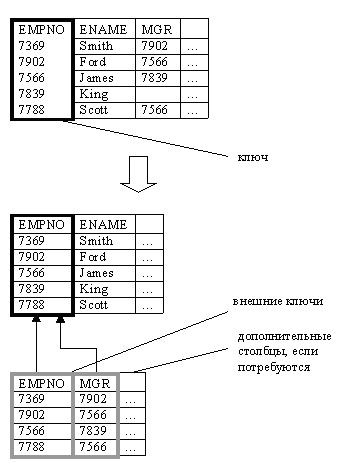 EMPNO ENAME MGR
7369 Smith 7902 ...
7902 Ford 7566 ...
7566 James 7839 ...
7839 King ...
7788 Scott 7566 ...
ключ
EMPNO ENAME
7369 Smith ...
7902 Ford ...
7566 James ...
7839 King ...
7788 Scott ...
внешние ключи
дополнительные
столбцы, если
потребуются
EMPNO MGR
7369 7902 ...
7902 7566 ...
7566 7839 ...
7788 7566 ...